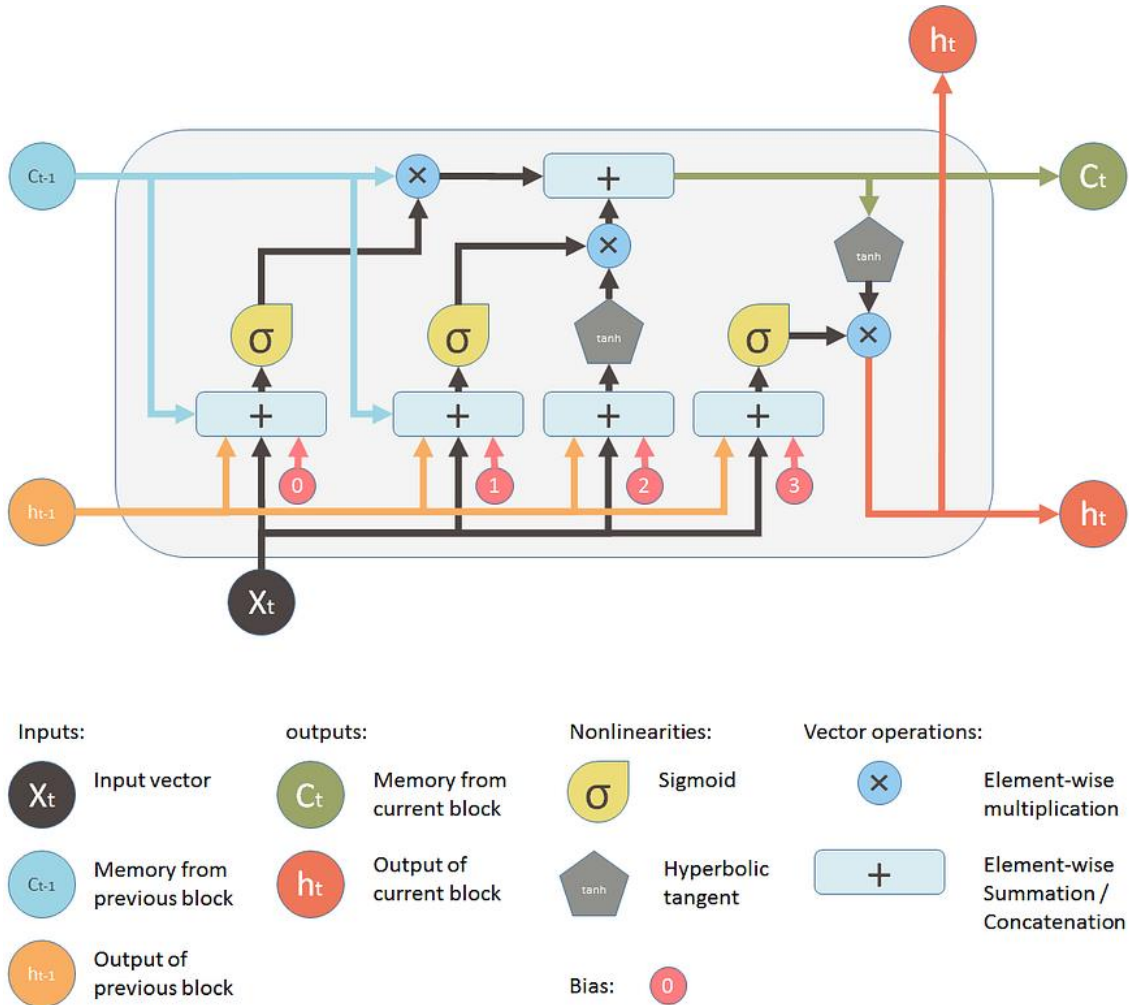 ht
Ct-1
×
+
Ct
×
tanh
σ
σ
tanh
σ
×
+
+
+
+
0
1
2
3
ht-1
ht
Xt
Inputs:
outputs:
Nonlinearities:
Vector operations:
Xt
Input vector
Ct
Memory from
current block
σ
Sigmoid
×
Element-wise
multiplication
Ct-1
Memory from
previous block
ht
Output of
current block
tanh
Hyperbolic
tangent
+
Element-wise
Summation /
Concatenation
ht-1
Output of
previous block
Bias:
0